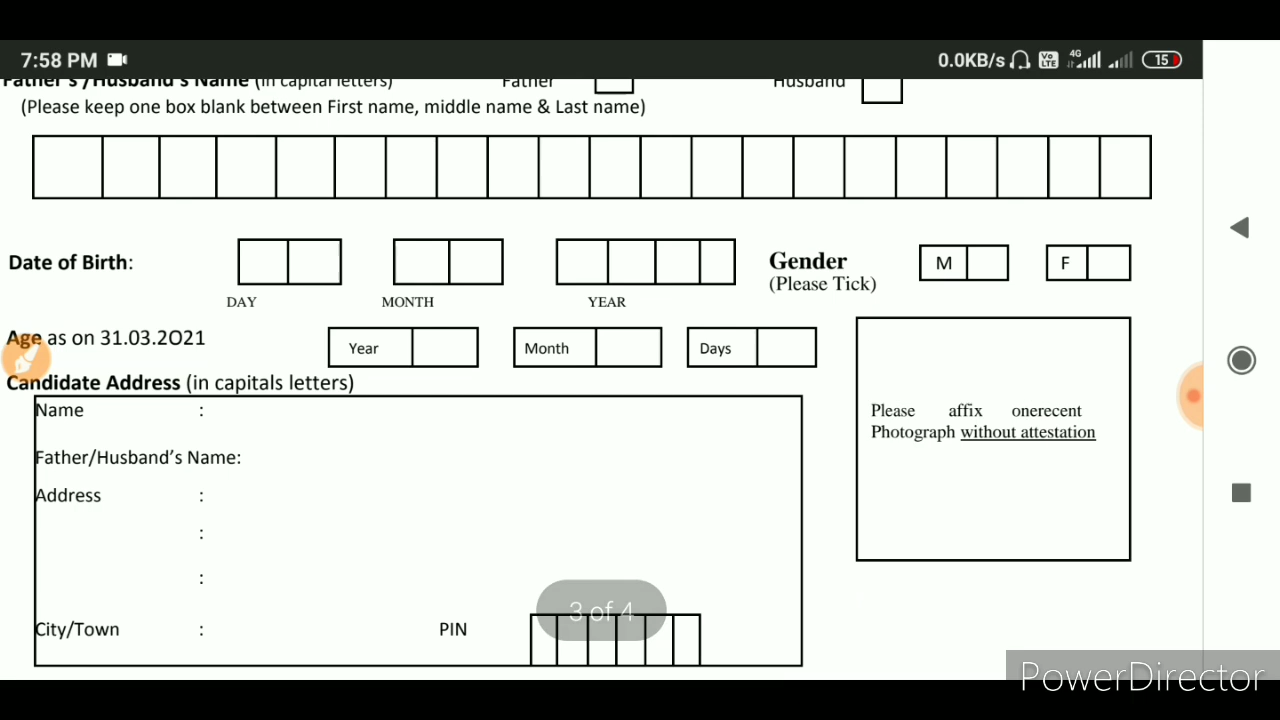 7:58 PM 0.0KB/s Vo LTE 4G 15
Father's /Husband's Name (in capital letters) Father Husband
(Please keep one box blank between First name, middle name & Last name)
Date of Birth: Gender M F
(Please Tick)
DAY MONTH YEAR
Age as on 31.03.2O21 Year Month Days
Candidate Address (in capitals letters)
Name :
Please affix onerecent
Photograph without attestation
Father/Husband's Name:
Address :
:
:
3 of 4
City/Town : PIN
PowerDirector